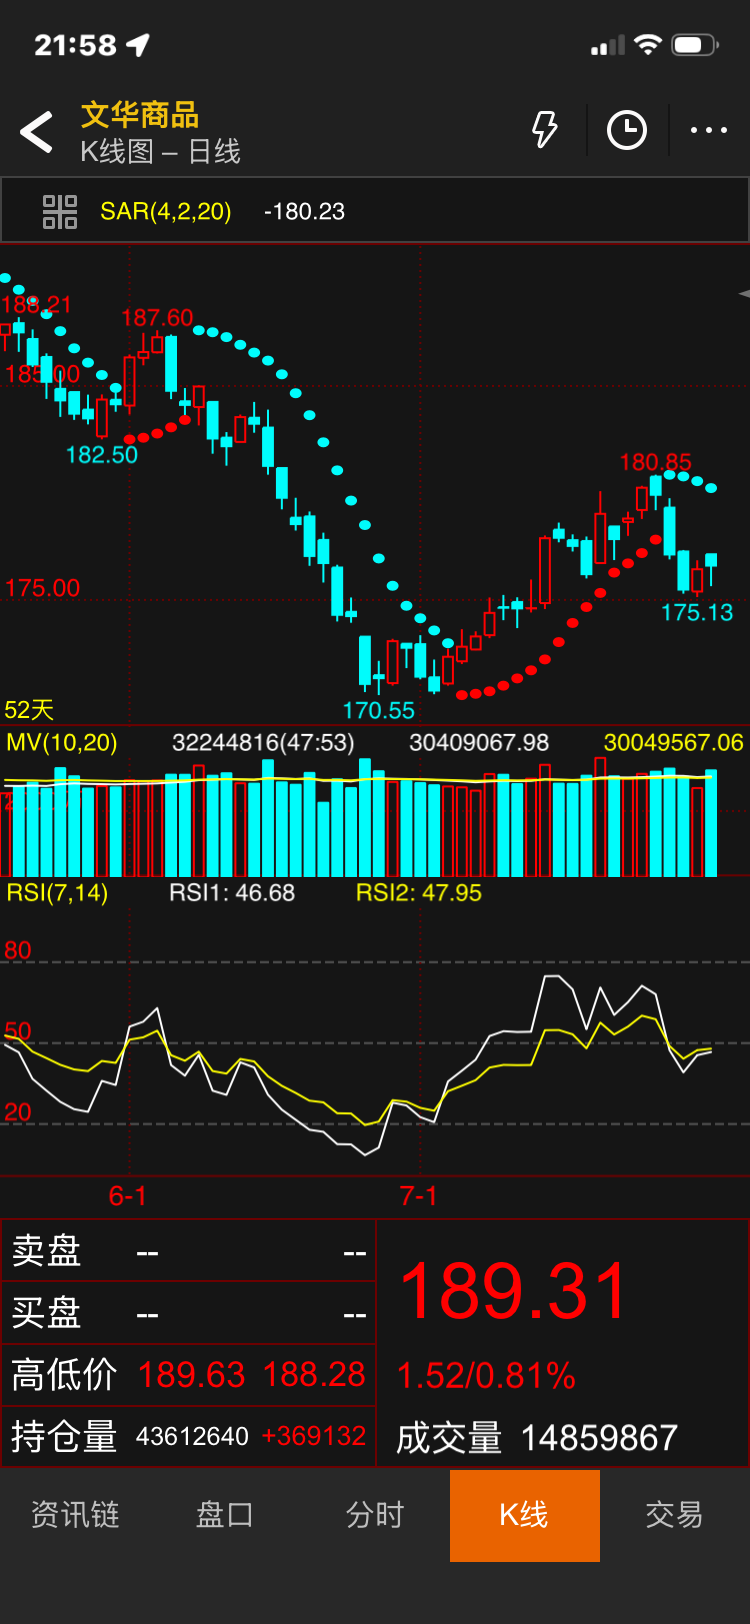 21:58
文华商品
K线图 – 日线
SAR(4,2,20) -180.23
188.21
187.60
185.00
182.50
180.85
175.00
175.13
170.55
52天
MV(10,20) 32244816(47:53) 30409067.98 30049567.06
RSI(7,14) RSI1: 46.68 RSI2: 47.95
80
50
20
6-1 7-1
卖盘 -- --
买盘 -- --
高低价 189.63 188.28
持仓量 43612640 +369132
189.31
1.52/0.81%
成交量 14859867
资讯链 盘口 分时 K线 交易